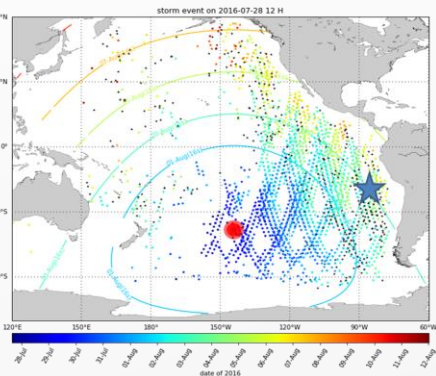 storm event on 2016-07-28 12 H
°N
0°
°S
°S
120°E 150°E 180° 150°W 120°W 90°W 60°W
28-Jul 29-Jul 30-Jul 31-Jul 01-Aug 02-Aug 03-Aug 04-Aug 05-Aug 06-Aug 07-Aug 08-Aug 09-Aug 10-Aug 11-Aug 12-Aug
date of 2016